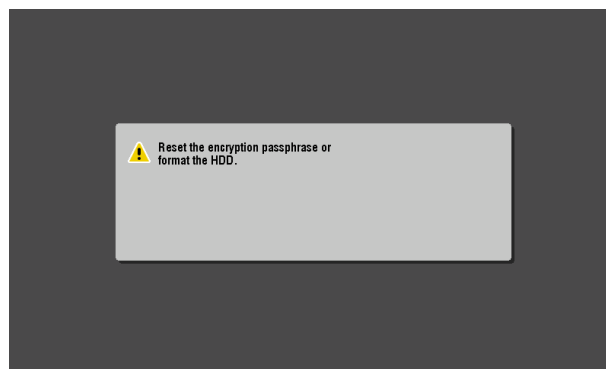 Reset the encryption passphrase or
format the HDD.